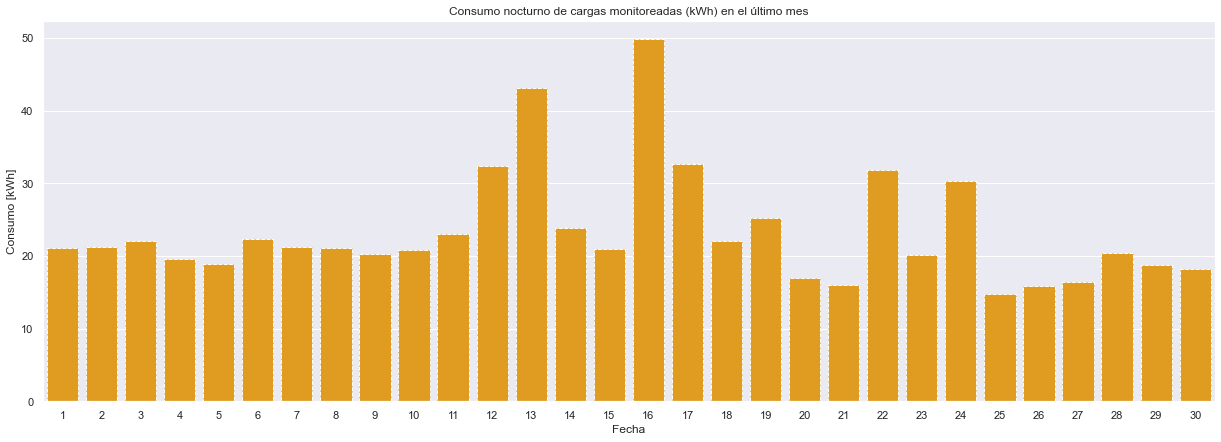 Consumo nocturno de cargas monitoreadas (kWh) en el último mes
Consumo [kWh]
50
40
30
20
10
0
1 2 3 4 5 6 7 8 9 10 11 12 13 14 15 16 17 18 19 20 21 22 23 24 25 26 27 28 29 30
Fecha